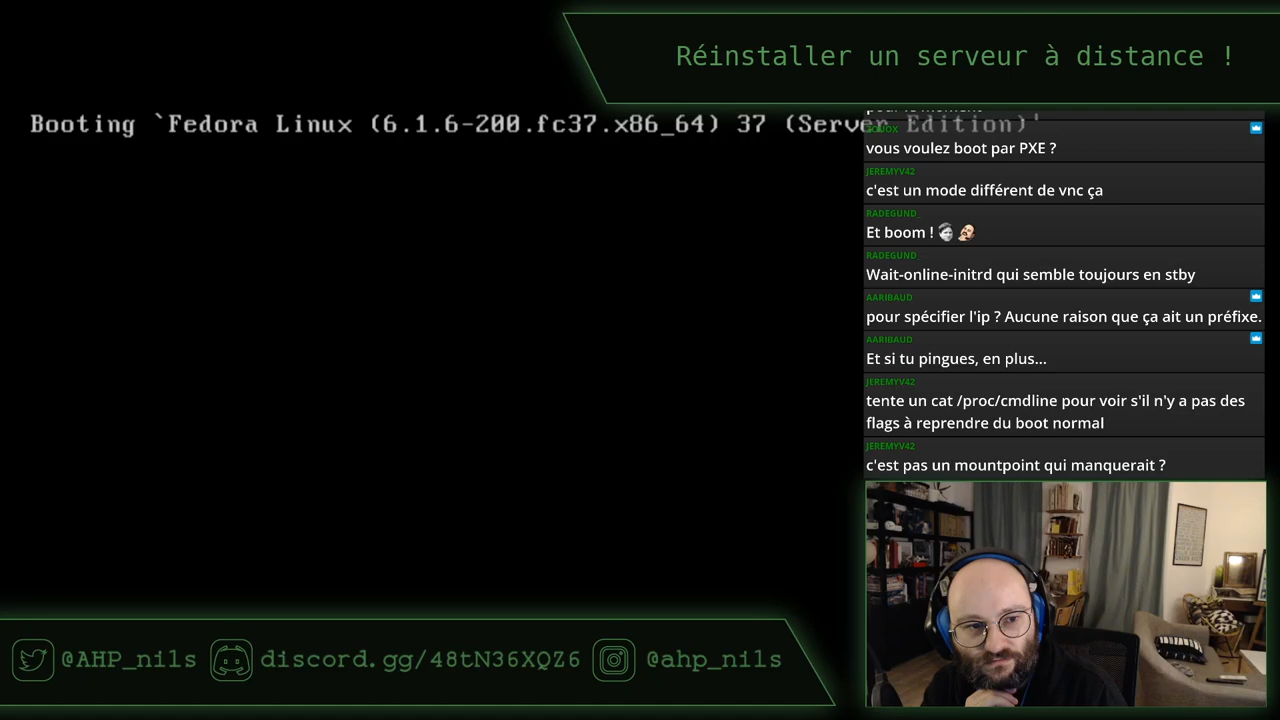 Réinstaller un serveur à distance !
Booting `Fedora Linux (6.1.6-200.fc37.x86_64) 37 (Server Edition)'
vous voulez boot par PXE ?
JEREMYV42
c'est un mode différent de vnc ça
RADEGUND_
Et boom !
RADEGUND_
Wait-online-initrd qui semble toujours en stby
AARIBAUD
pour spécifier l'ip ? Aucune raison que ça ait un préfixe.
AARIBAUD
Et si tu pingues, en plus...
JEREMYV42
tente un cat /proc/cmdline pour voir s'il n'y a pas des
flags à reprendre du boot normal
JEREMYV42
c'est pas un mountpoint qui manquerait ?
@AHP_nils discord.gg/48tN36XQZ6 @ahp_nils